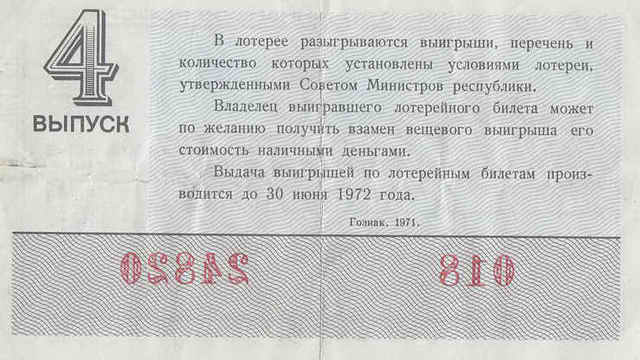 4
ВЫПУСК
В лотерее разыгрываются выигрыши, перечень и
количество которых установлены условиями лотереи,
утвержденными Советом Министров республики.
Владелец выигравшего лотерейного билета может
по желанию получить взамен вещевого выигрыша его
стоимость наличными деньгами.
Выдача выигрышей по лотерейным билетам произ-
водится до 30 июня 1972 года.
Гознак. 1971.